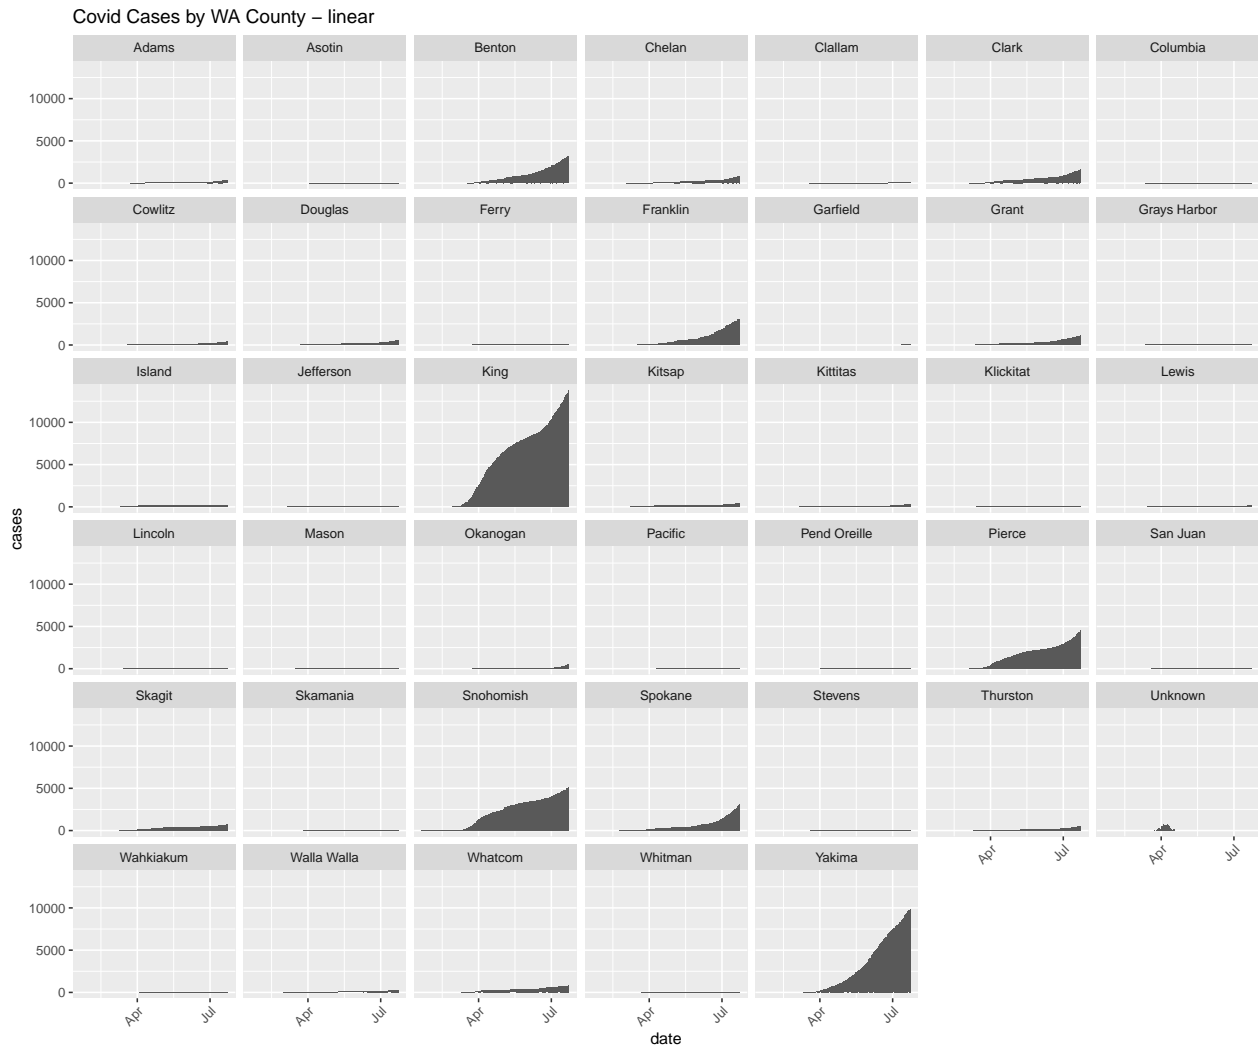 Covid Cases by WA County – linear
Adams Asotin Benton Chelan Clallam Clark Columbia
10000
5000
0
Cowlitz Douglas Ferry Franklin Garfield Grant Grays Harbor
10000
5000
0
Island Jefferson King Kitsap Kittitas Klickitat Lewis
10000
5000
0
cases
Lincoln Mason Okanogan Pacific Pend Oreille Pierce San Juan
10000
5000
0
Skagit Skamania Snohomish Spokane Stevens Thurston Unknown
10000
5000
0
Apr Jul Apr Jul
Wahkiakum Walla Walla Whatcom Whitman Yakima
10000
5000
0
Apr Jul Apr Jul Apr Jul Apr Jul Apr Jul
date